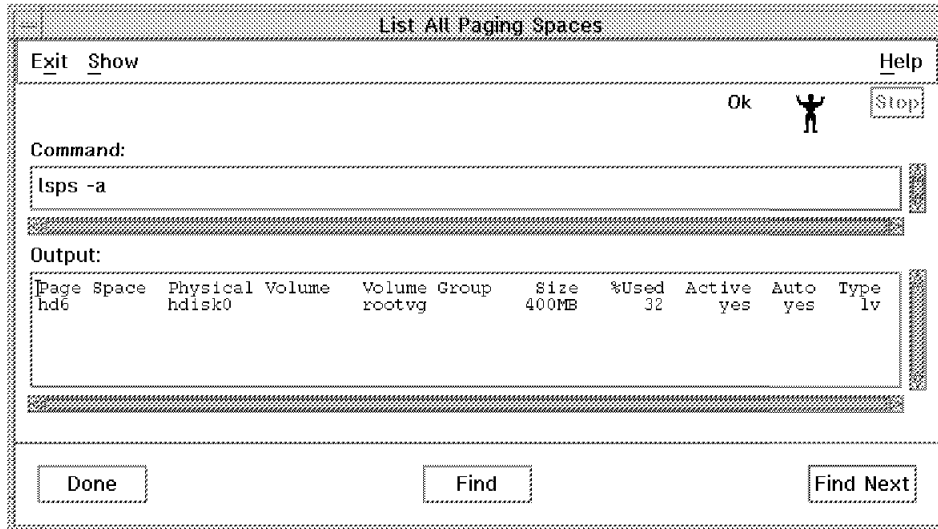 List All Paging Spaces
Exit Show Help
Ok Stop
Command:
lsps -a
Output:
Page Space Physical Volume Volume Group Size %Used Active Auto Type
hd6 hdisk0 rootvg 400MB 32 yes yes lv
Done Find Find Next